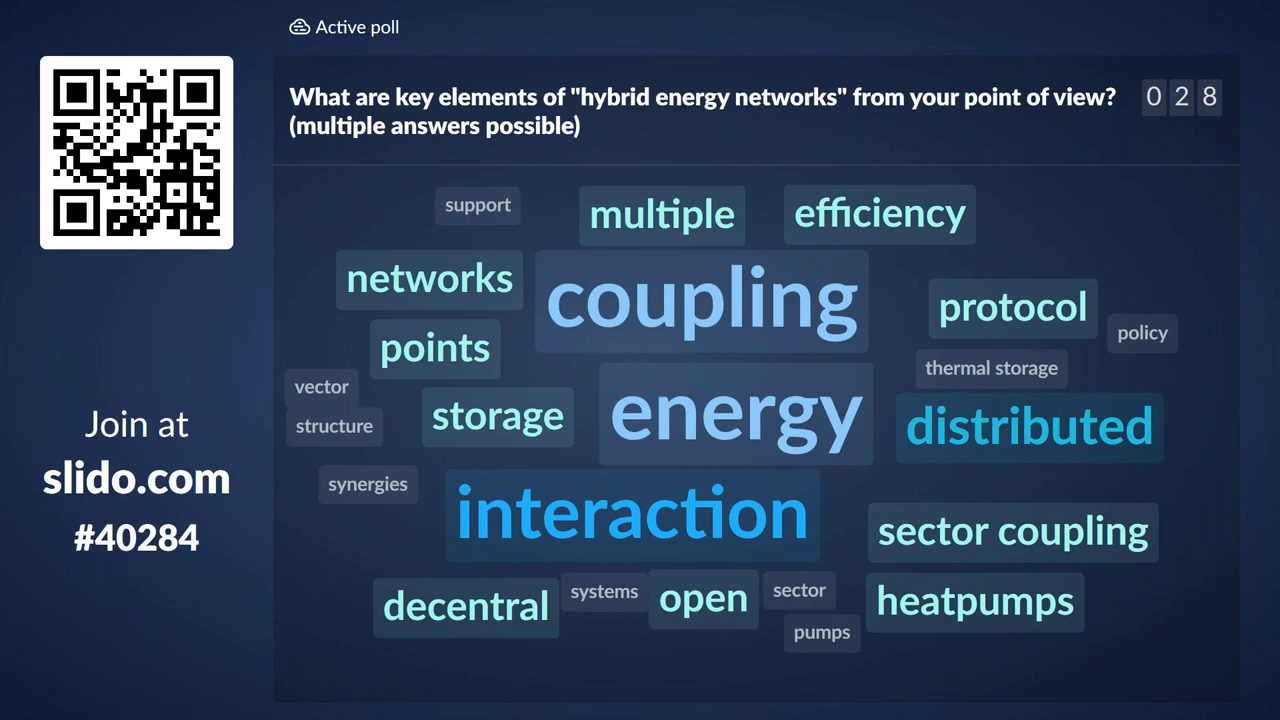 Active poll
What are key elements of "hybrid energy networks" from your point of view?
(multiple answers possible)
028
support
multiple
efficiency
networks
coupling
protocol
policy
points
thermal storage
vector
storage
energy
distributed
structure
synergies
interaction
sector coupling
decentral
systems
open
sector
heatpumps
pumps
Join at
slido.com
#40284